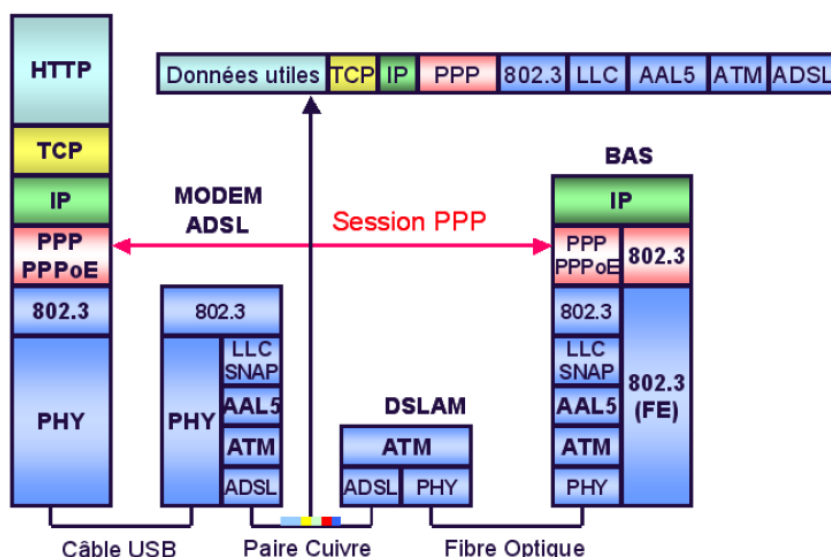 HTTP
TCP
IP
PPP
PPPoE
802.3
PHY
Données utiles TCP IP PPP 802.3 LLC AAL5 ATM ADSL
MODEM
ADSL
Session PPP
802.3
PHY
LLC
SNAP
AAL5
ATM
ADSL
DSLAM
ATM
ADSL PHY
BAS
IP
PPP
PPPoE
802.3
802.3
LLC
SNAP
AAL5
ATM
PHY
802.3
(FE)
Câble USB Paire Cuivre Fibre Optique